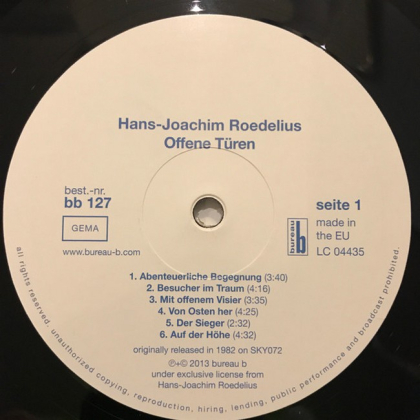 Hans-Joachim Roedelius
Offene Türen
best.-nr.
bb 127
GEMA
www.bureau-b.com
seite 1
bureau b
made in
the EU
LC 04435
1. Abenteuerliche Begegnung (3:40)
2. Besucher im Traum (4:16)
3. Mit offenem Visier (3:35)
4. Von Osten her (4:25)
5. Der Sieger (2:32)
6. Auf der Höhe (4:32)
originally released in 1982 on SKY072
℗+© 2013 bureau b
under exclusive license from
Hans-Joachim Roedelius
all rights reserved. unauthorized copying, reproduction, hiring, lending, public performance and broadcast prohibited.